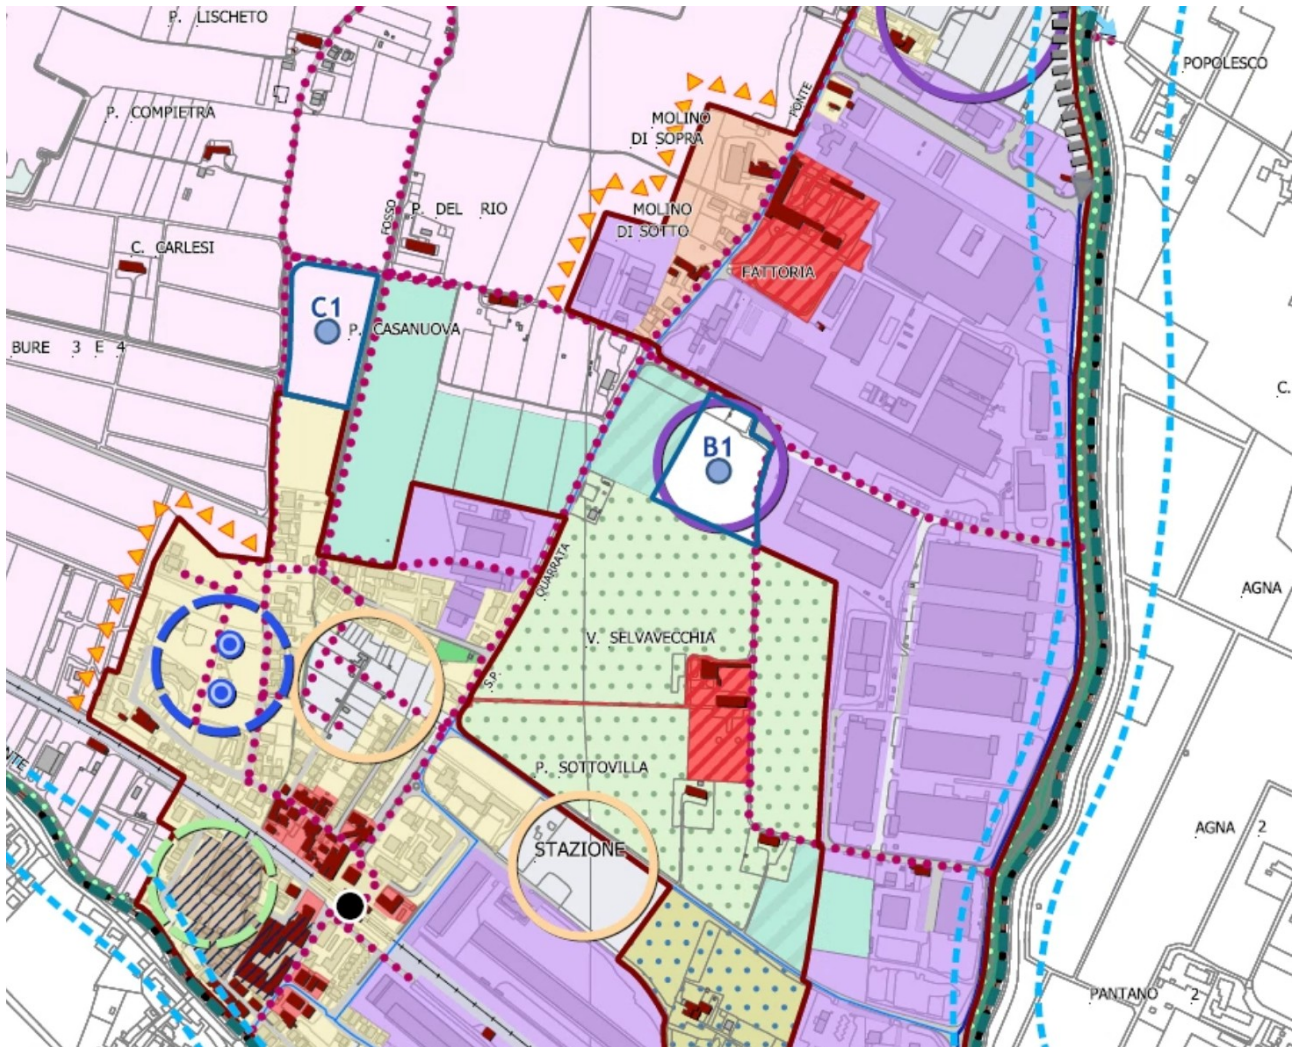 P. LISCHETO
POPOLESCO
P. COMPIETRA
PONTE
MOLINO
DI SOPRA
FOSSO
P. DEL RIO
MOLINO
DI SOTTO
C. CARLESI
FATTORIA
C1
P. CASANUOVA
BURE 3 E 4
C.
B1
QUARRATA
AGNA
V. SELVAVECCHIA
S.P.
P. SOTTOVILLA
STAZIONE
AGNA 2
PANTANO 2